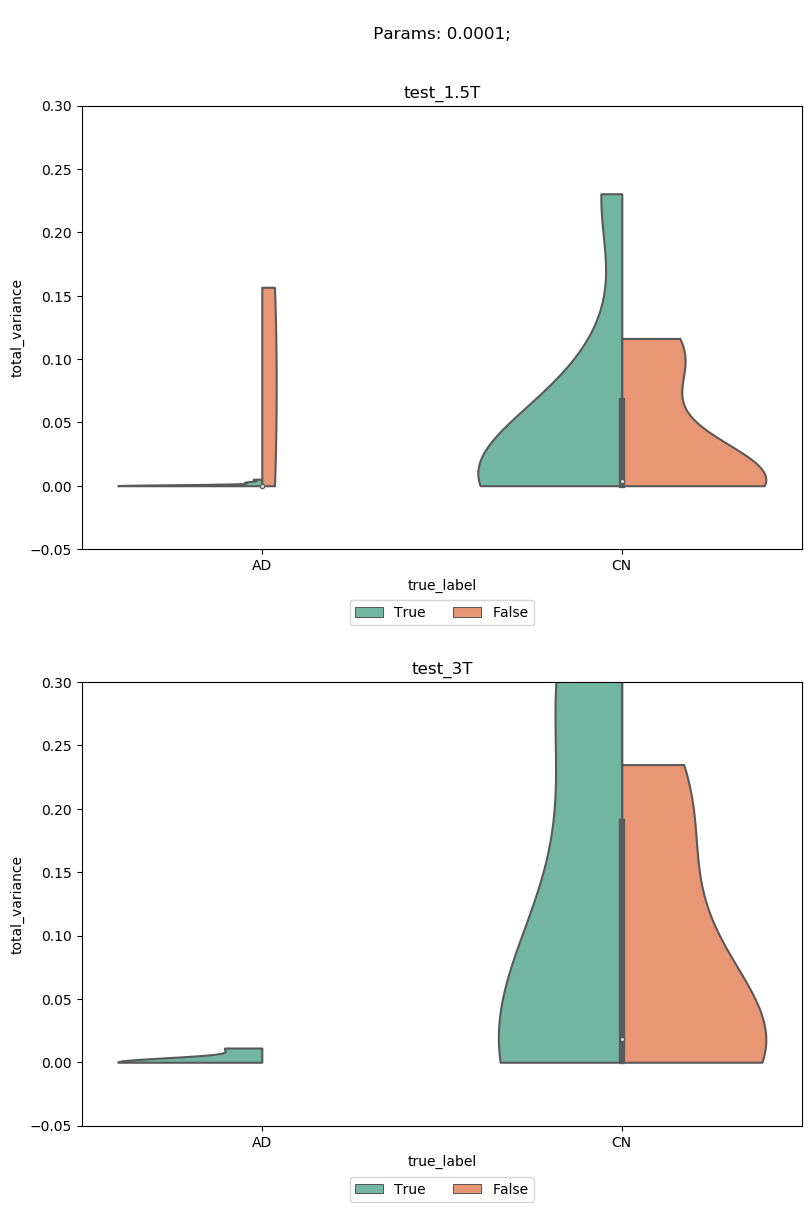 Params: 0.0001;
test_1.5T
0.30
0.25
0.20
0.15
0.10
0.05
0.00
−0.05
total_variance
AD CN
true_label
True False
test_3T
0.30
0.25
0.20
0.15
0.10
0.05
0.00
−0.05
total_variance
AD CN
true_label
True False